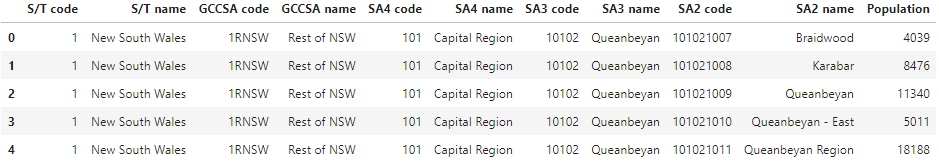 S/T code S/T name GCCSA code GCCSA name SA4 code SA4 name SA3 code SA3 name SA2 code SA2 name Population
0 1 New South Wales 1RNSW Rest of NSW 101 Capital Region 10102 Queanbeyan 101021007 Braidwood 4039
1 1 New South Wales 1RNSW Rest of NSW 101 Capital Region 10102 Queanbeyan 101021008 Karabar 8476
2 1 New South Wales 1RNSW Rest of NSW 101 Capital Region 10102 Queanbeyan 101021009 Queanbeyan 11340
3 1 New South Wales 1RNSW Rest of NSW 101 Capital Region 10102 Queanbeyan 101021010 Queanbeyan - East 5011
4 1 New South Wales 1RNSW Rest of NSW 101 Capital Region 10102 Queanbeyan 101021011 Queanbeyan Region 18188